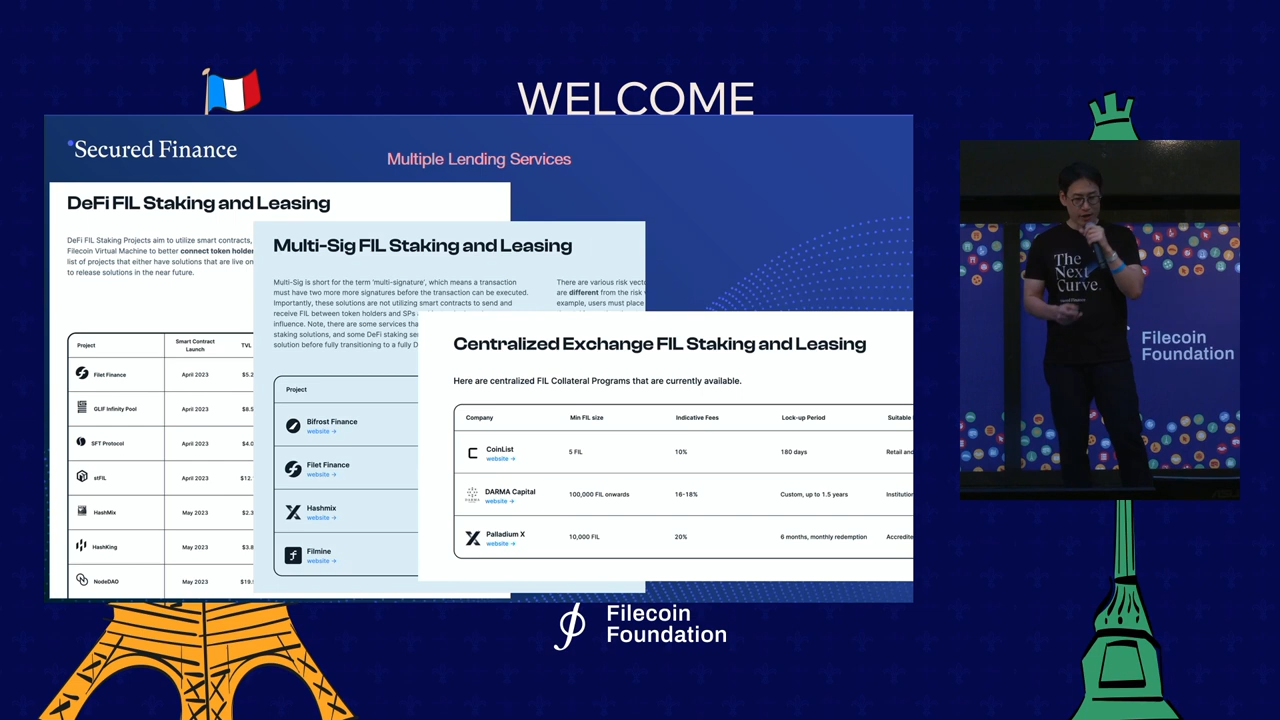 WELCOME
Secured Finance
Multiple Lending Services
DeFi FIL Staking and Leasing
DeFi FIL Staking Projects aim to utilize smart contracts,
Filecoin Virtual Machine to better connect token holder
list of projects that either have solutions that are live on
to release solutions in the near future.
Project
Smart Contract
Launch
TVL
Filet Finance
April 2023
$5.2
GLIF Infinity Pool
April 2023
$8.5
SFT Protocol
April 2023
$4.0
stFIL
April 2023
$12.
HashMix
May 2023
$2.3
HashKing
May 2023
$3.8
NodeDAO
May 2023
$19.
Multi-Sig FIL Staking and Leasing
Multi-Sig is short for the term 'multi-signature', which means a transaction
must have two more more signatures before the transaction can be executed.
Importantly, these solutions are not utilizing smart contracts to send and
receive FIL between token holders and SPs
influence. Note, there are some services tha
staking solutions, and some DeFi staking se
solution before fully transitioning to a fully D
There are various risk vecto
are different from the risk
example, users must place
Project
Bifrost Finance
website →
Filet Finance
website →
Hashmix
website →
Filmine
website →
Centralized Exchange FIL Staking and Leasing
Here are centralized FIL Collateral Programs that are currently available.
Company
Min FIL size
Indicative Fees
Lock-up Period
Suitable
CoinList
website →
5 FIL
10%
180 days
Retail and
DARMA Capital
website →
100,000 FIL onwards
16-18%
Custom, up to 1.5 years
Institution
Palladium X
website →
10,000 FIL
20%
6 months, monthly redemption
Accredite
The
Next
Curve.
Secured Finance
Filecoin
Foundation
Filecoin
Foundation